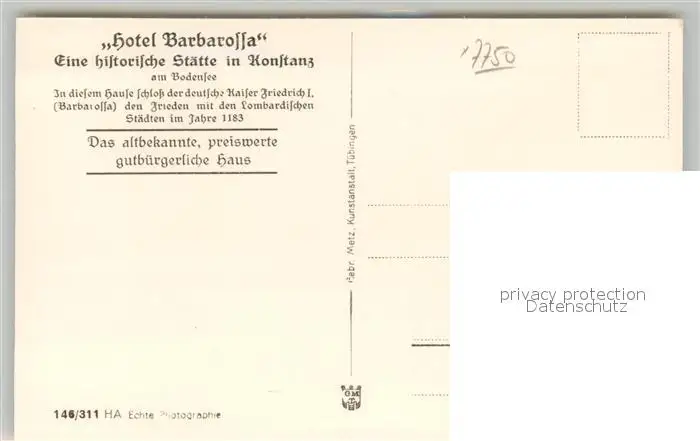 „Hotel Barbaroſſa“
Eine hiſtoriſche Stätte in Konſtanz
am Bodenſee
In dieſem Hauſe ſchloß der deutſche Kaiſer Friedrich I.
(Barbaroſſa) den Frieden mit den Lombardiſchen
Städten im Jahre 1183
Das altbekannte, preiswerte
gutbürgerliche Haus
7750
Gebr. Metz, Kunstanstalt, Tübingen
privacy protection
Datenschutz
GM
146/311 HA Echte Photographie